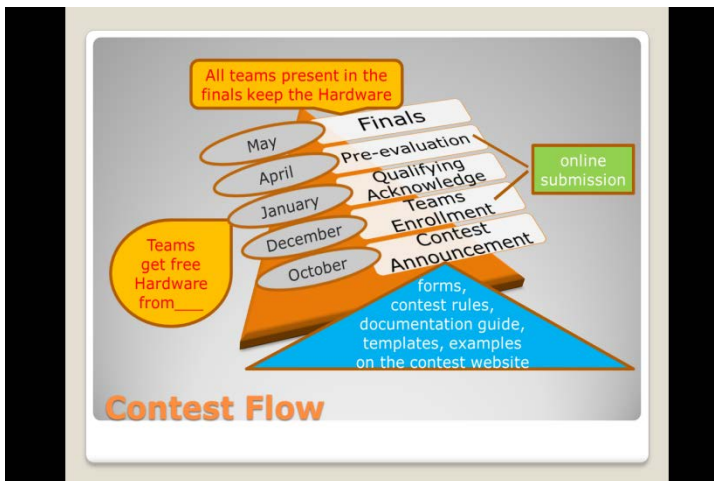 All teams present in the
finals keep the Hardware
May
Finals
April
Pre-evaluation
January
Qualifying
Acknowledge
December
Teams
Enrollment
October
Contest
Announcement
online
submission
Teams
get free
Hardware
from___
forms,
contest rules,
documentation guide,
templates, examples
on the contest website
Contest Flow